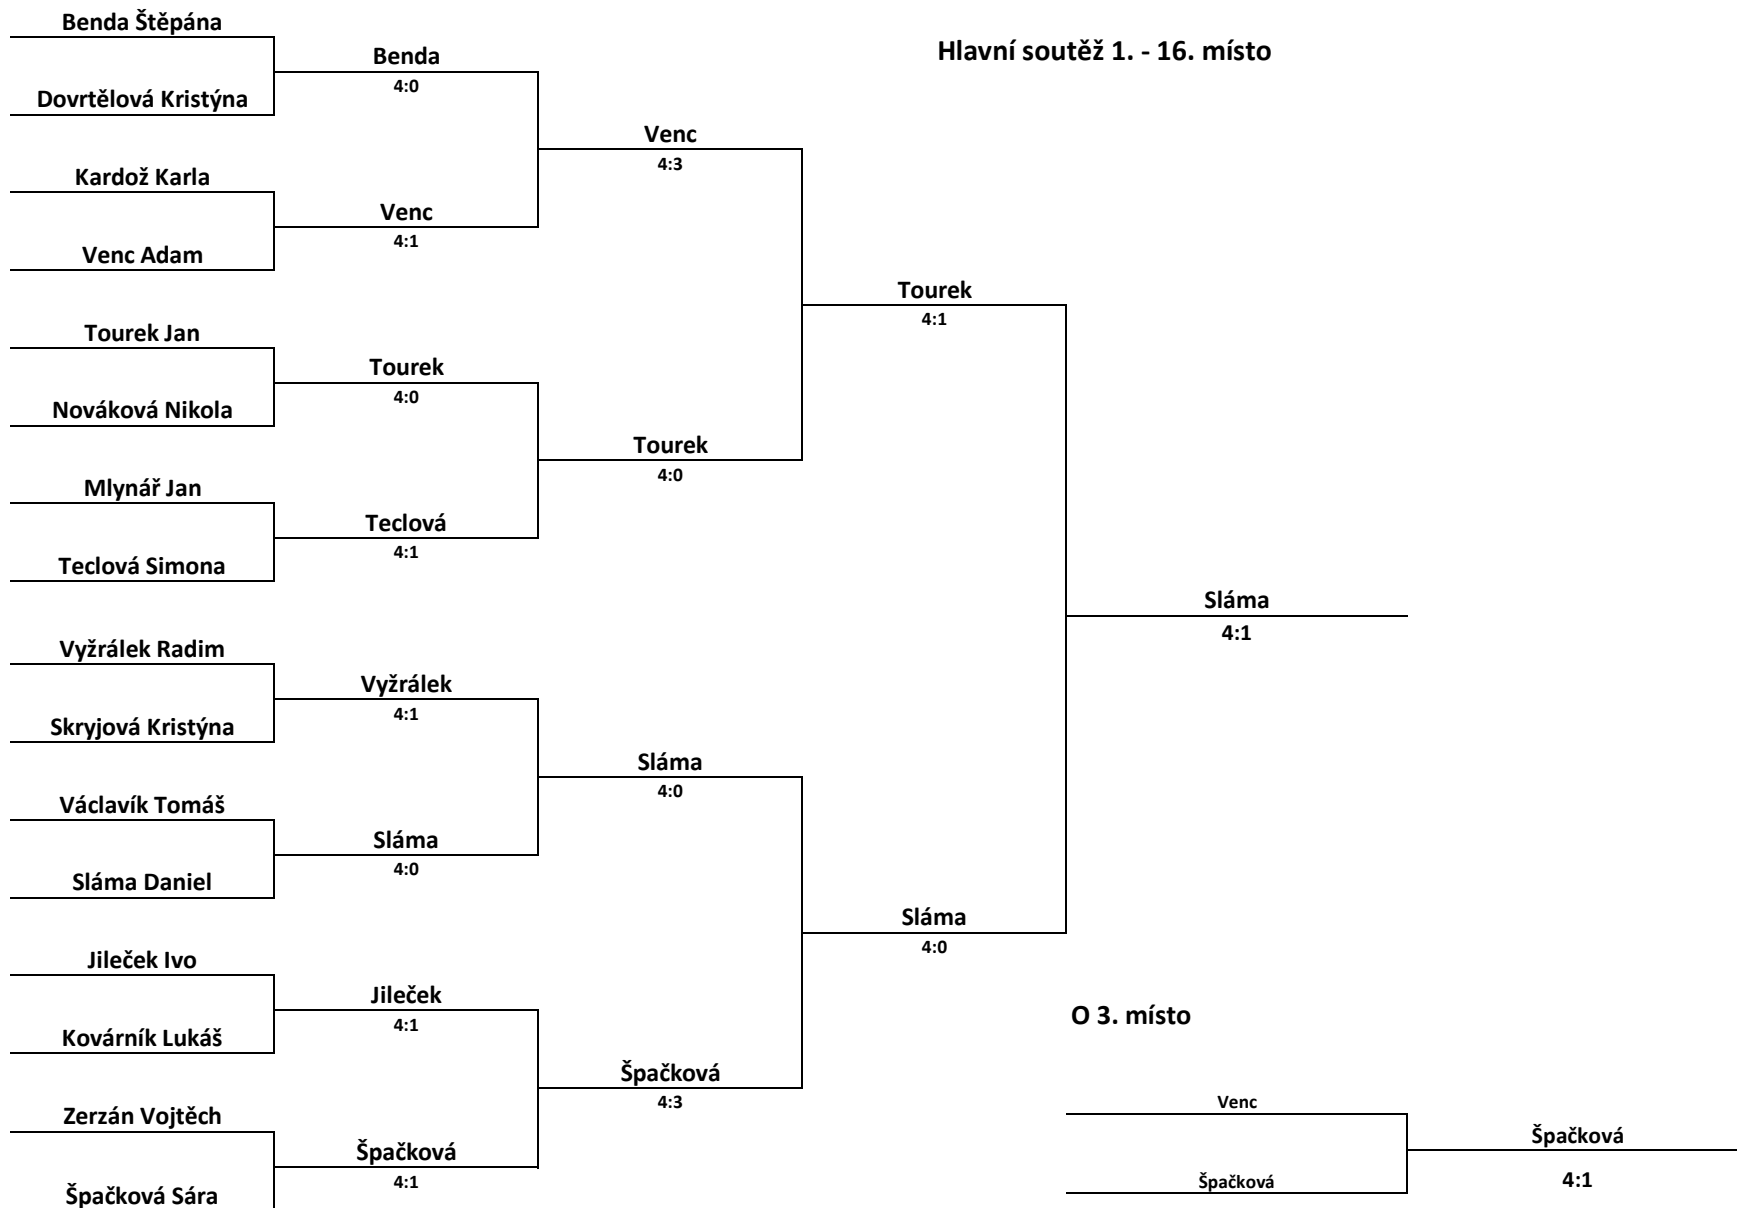 Benda Štěpána
Hlavní soutěž 1. - 16. místo
Benda
4:0
Dovrtělová Kristýna
Venc
4:3
Kardož Karla
Venc
4:1
Venc Adam
Tourek
4:1
Tourek Jan
Tourek
4:0
Nováková Nikola
Tourek
4:0
Mlynář Jan
Teclová
4:1
Teclová Simona
Sláma
4:1
Vyžrálek Radim
Vyžrálek
4:1
Skryjová Kristýna
Sláma
4:0
Václavík Tomáš
Sláma
4:0
Sláma Daniel
Sláma
4:0
Jileček Ivo
Jileček
4:1
O 3. místo
Kovárník Lukáš
Špačková
4:3
Venc
Zerzán Vojtěch
Špačková
Špačková
4:1
Špačková
4:1
Špačková Sára